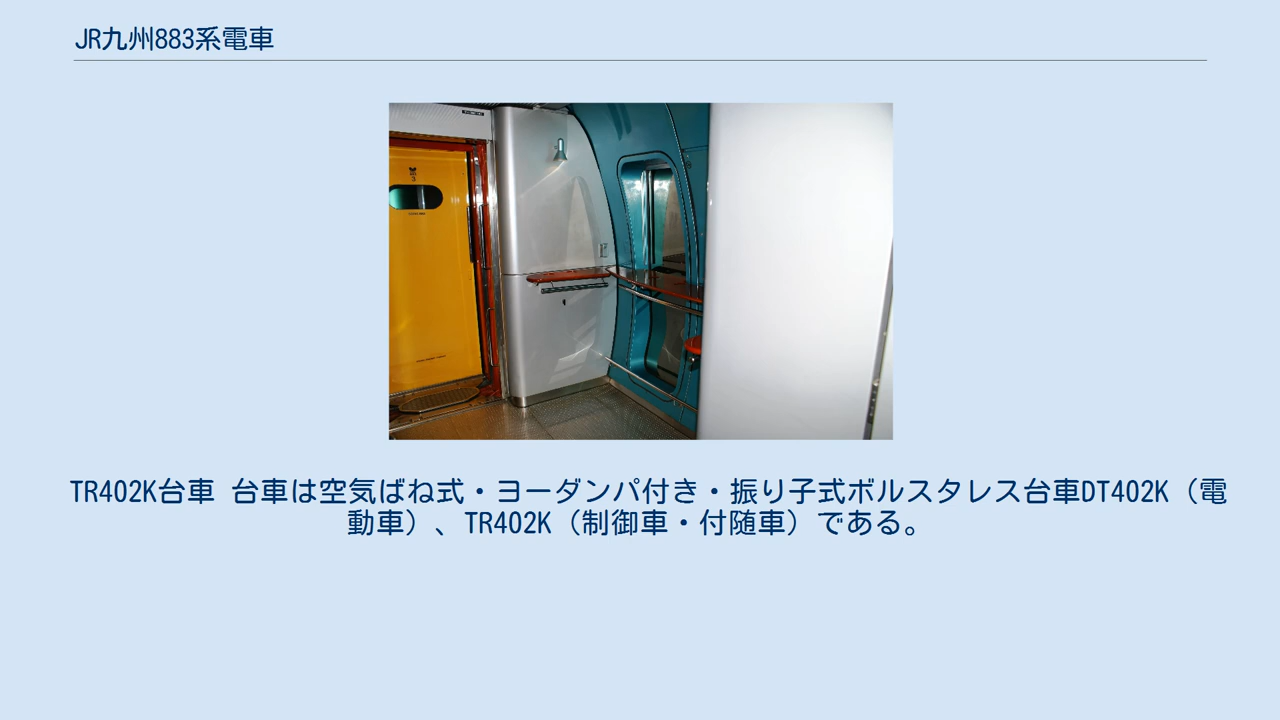 JR九州883系電車
3
TR402K台車 台車は空気ばね式・ヨーダンパ付き・振り子式ボルスタレス台車DT402K（電
動車）、TR402K（制御車・付随車）である。